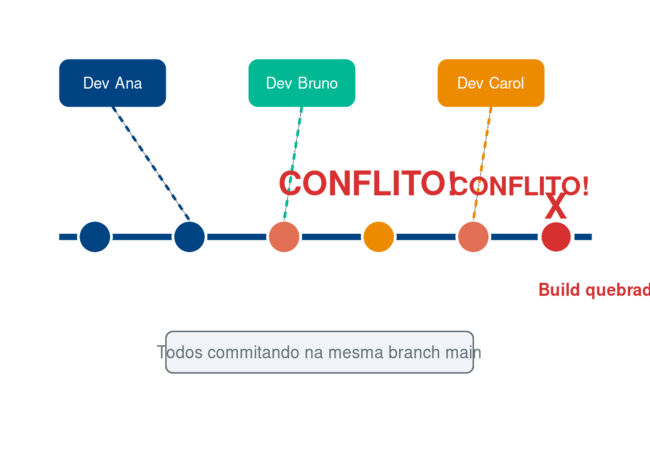 Dev Ana
Dev Bruno
Dev Carol
CONFLITO!
CONFLITO!
X
Build quebrad
Todos commitando na mesma branch main